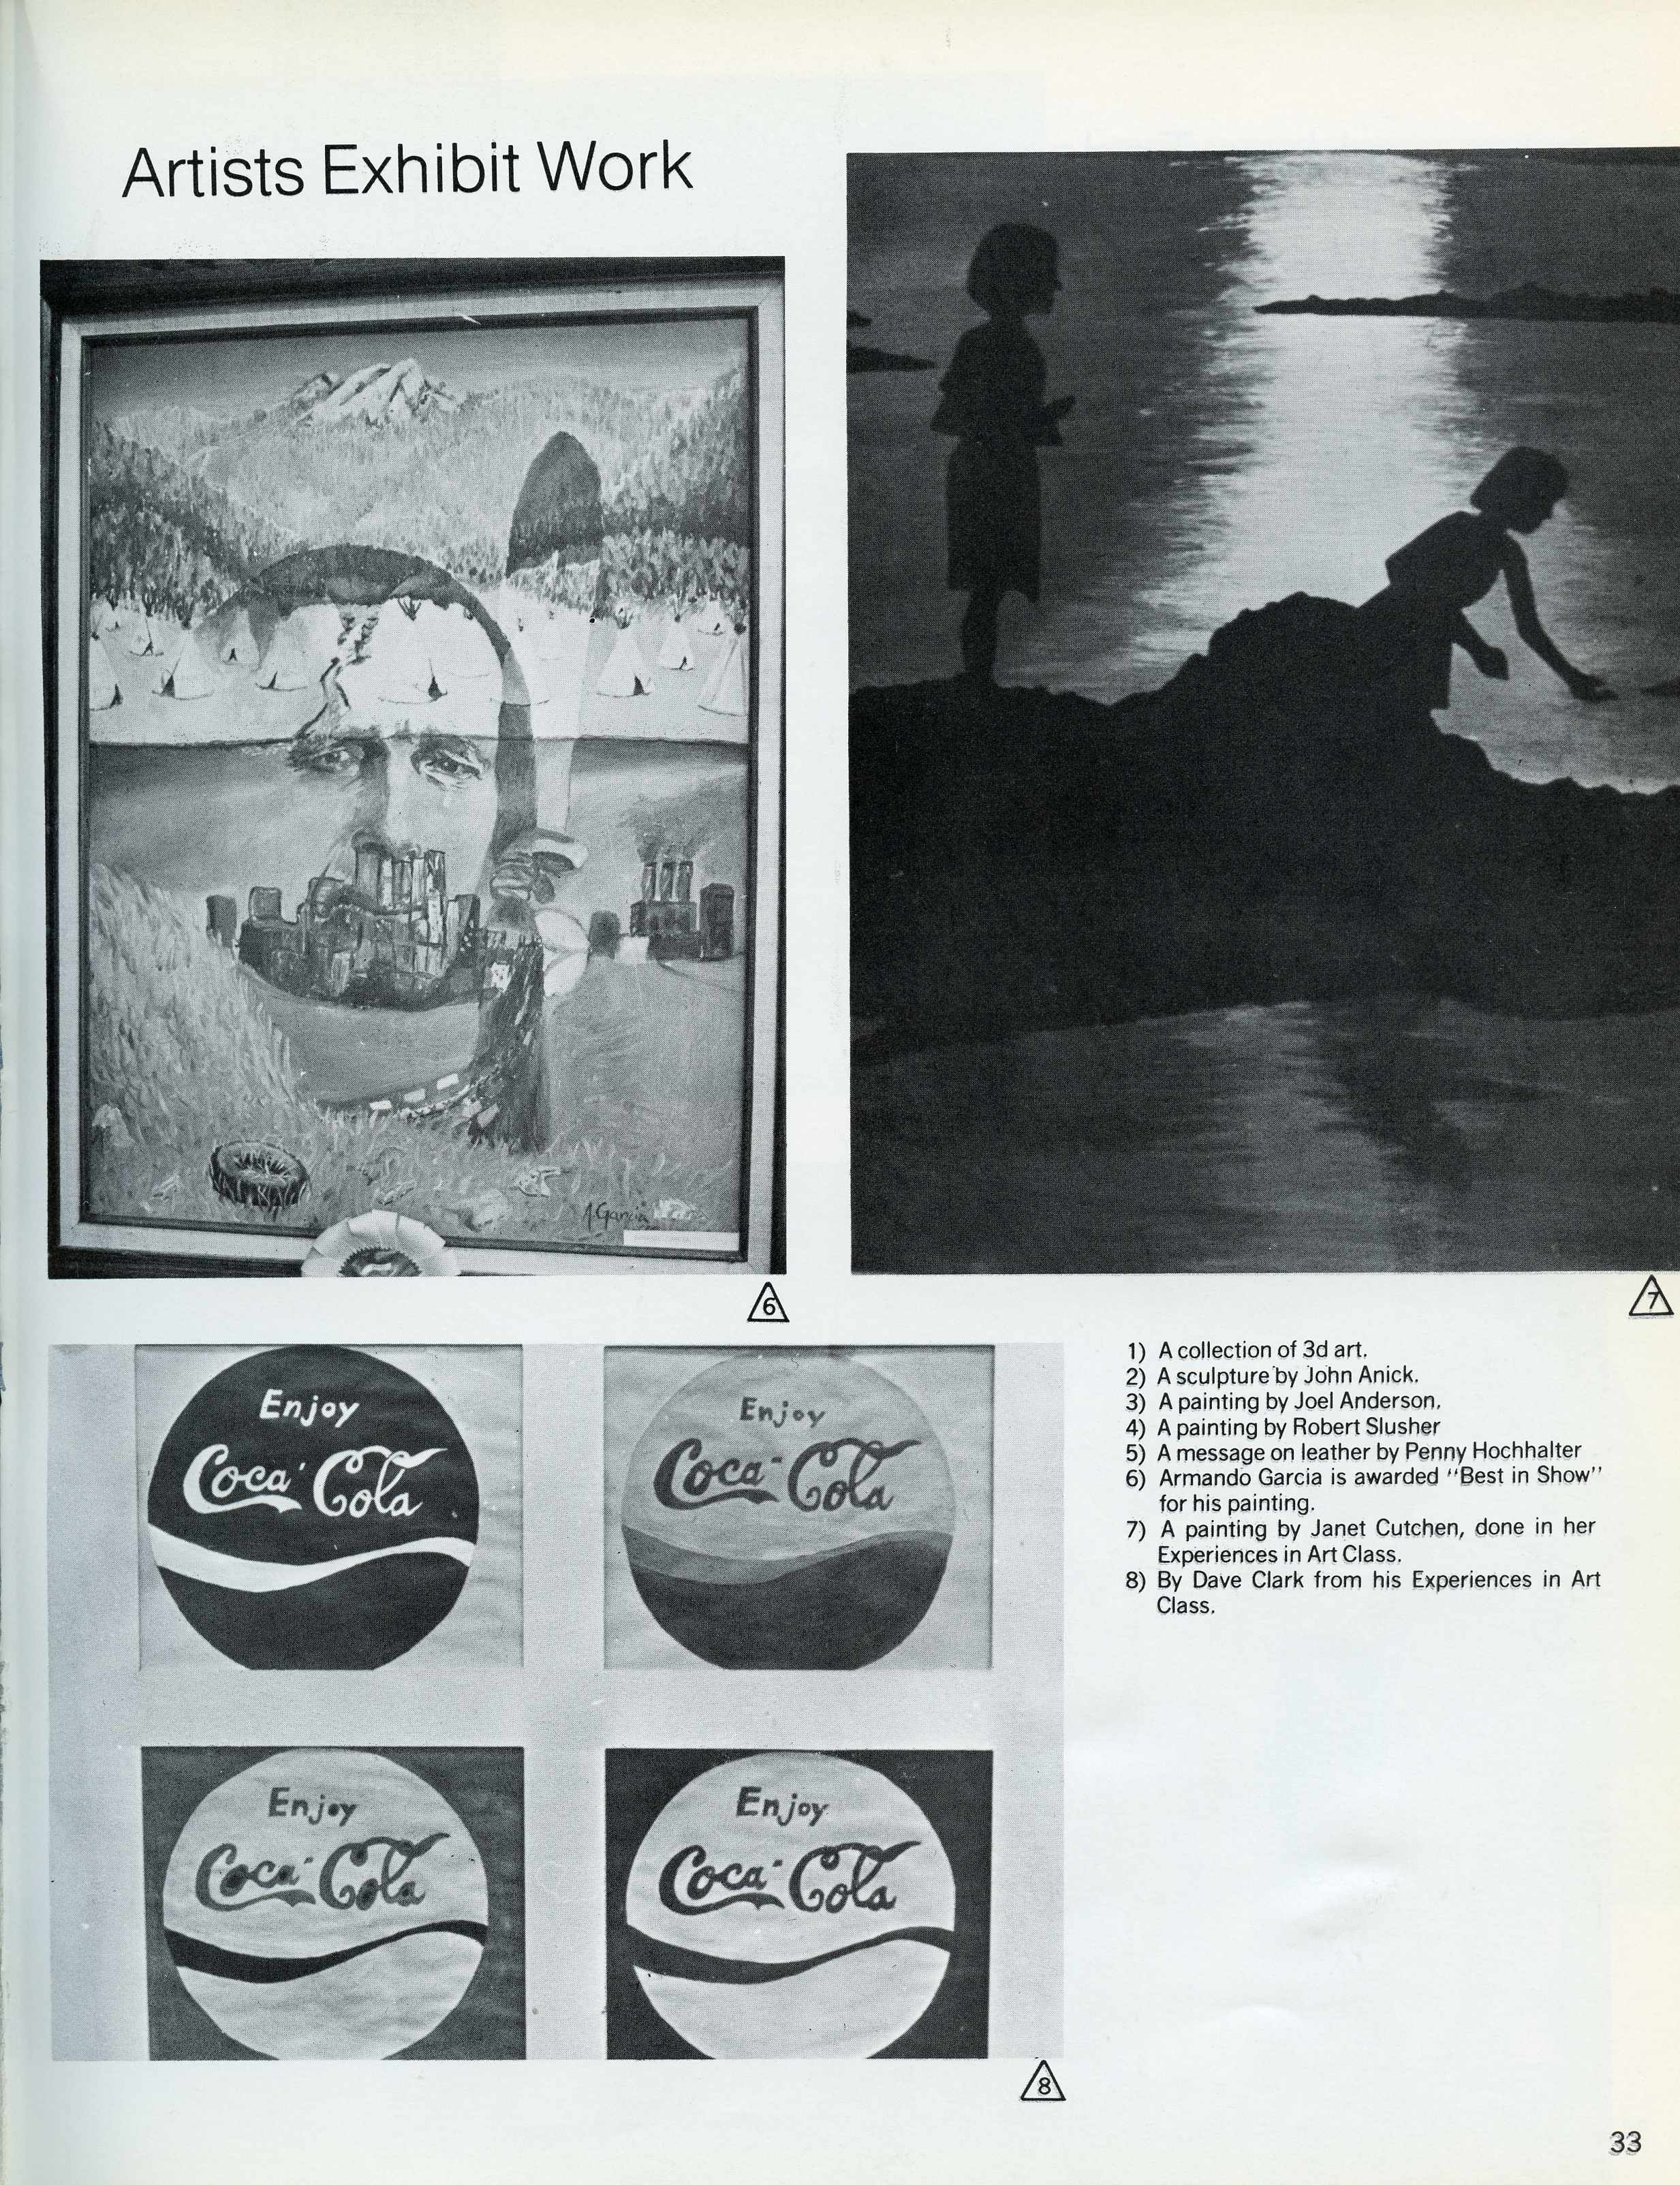 Artists Exhibit Work
A Garcia
6
7
Enjoy
Coca-Cola
Enjoy
Coca-Cola
Enjoy
Coca-Cola
Enjoy
Coca-Cola
8
1) A collection of 3d art.
2) A sculpture by John Anick.
3) A painting by Joel Anderson.
4) A painting by Robert Slusher
5) A message on leather by Penny Hochhalter
6) Armando Garcia is awarded "Best in Show"
for his painting.
7) A painting by Janet Cutchen, done in her
Experiences in Art Class.
8) By Dave Clark from his Experiences in Art
Class.
33